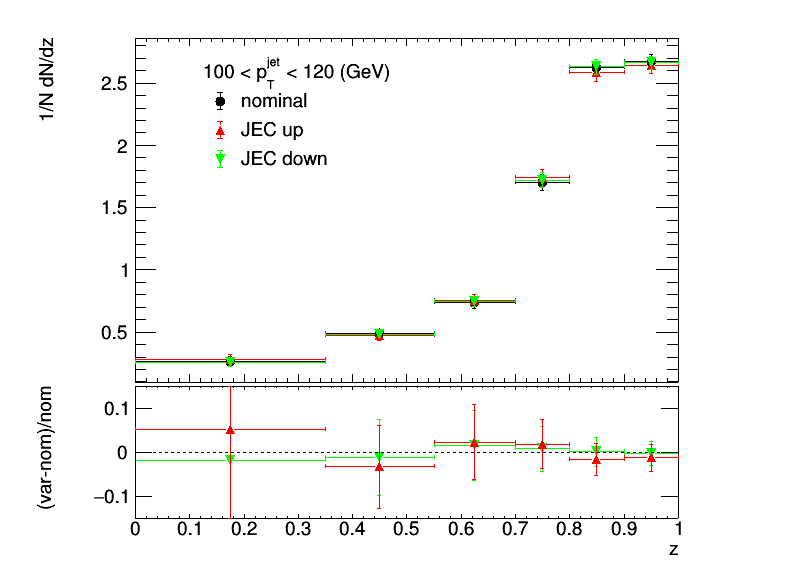 1/N dN/dz
100 < p_T^jet < 120 (GeV)
nominal
JEC up
JEC down
2.5
2
1.5
1
0.5
(var-nom)/nom
0.1
0
−0.1
0 0.1 0.2 0.3 0.4 0.5 0.6 0.7 0.8 0.9 1
z